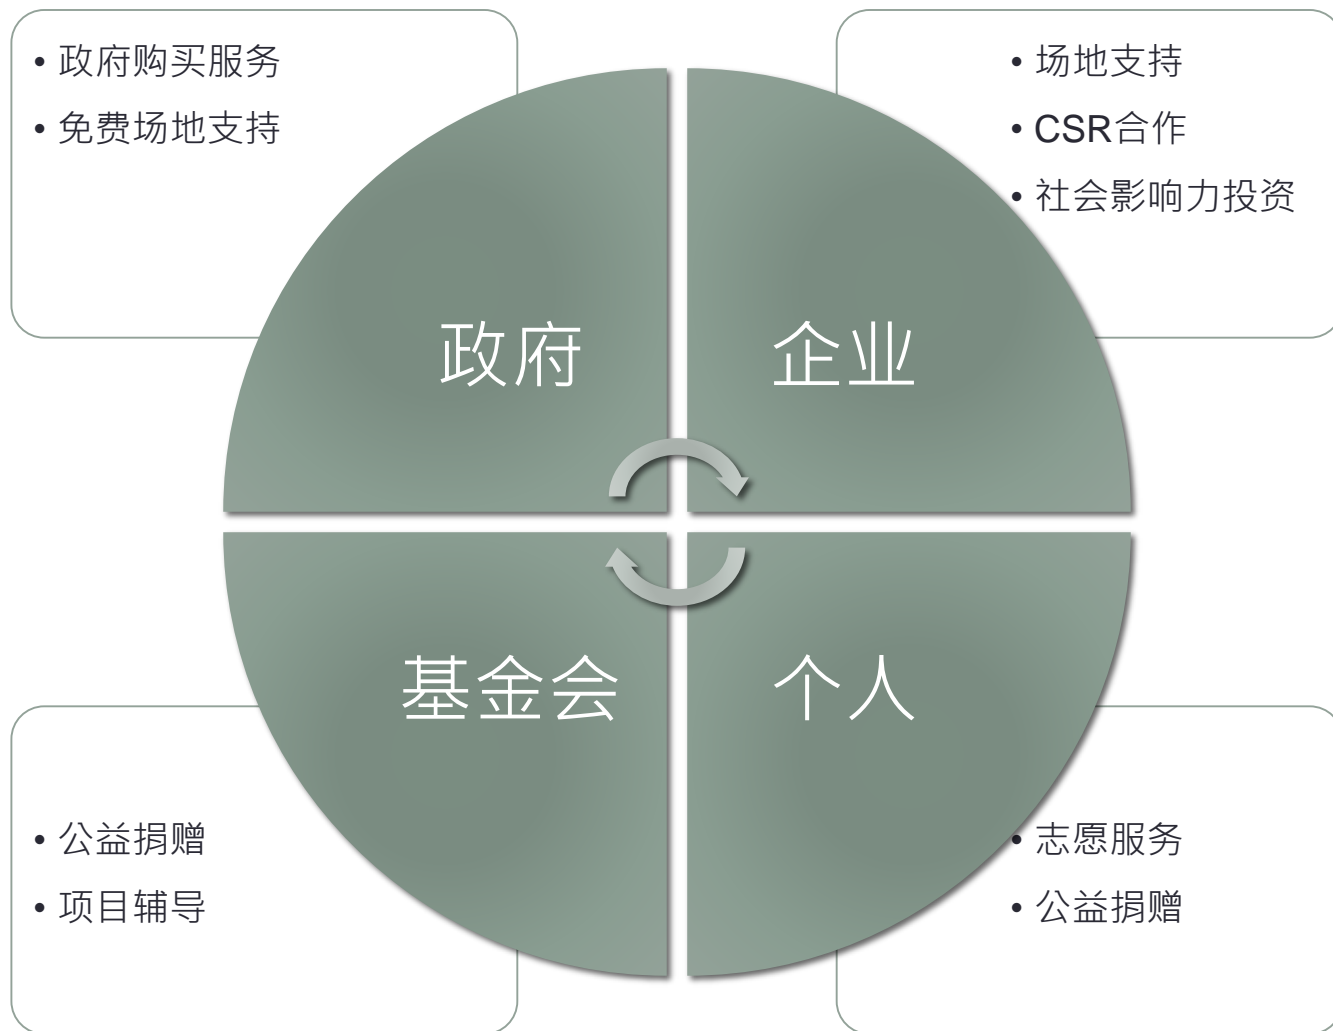 • 政府购买服务
• 免费场地支持
• 场地支持
• CSR合作
• 社会影响力投资
政府
企业
基金会
个人
• 公益捐赠
• 项目辅导
• 志愿服务
• 公益捐赠